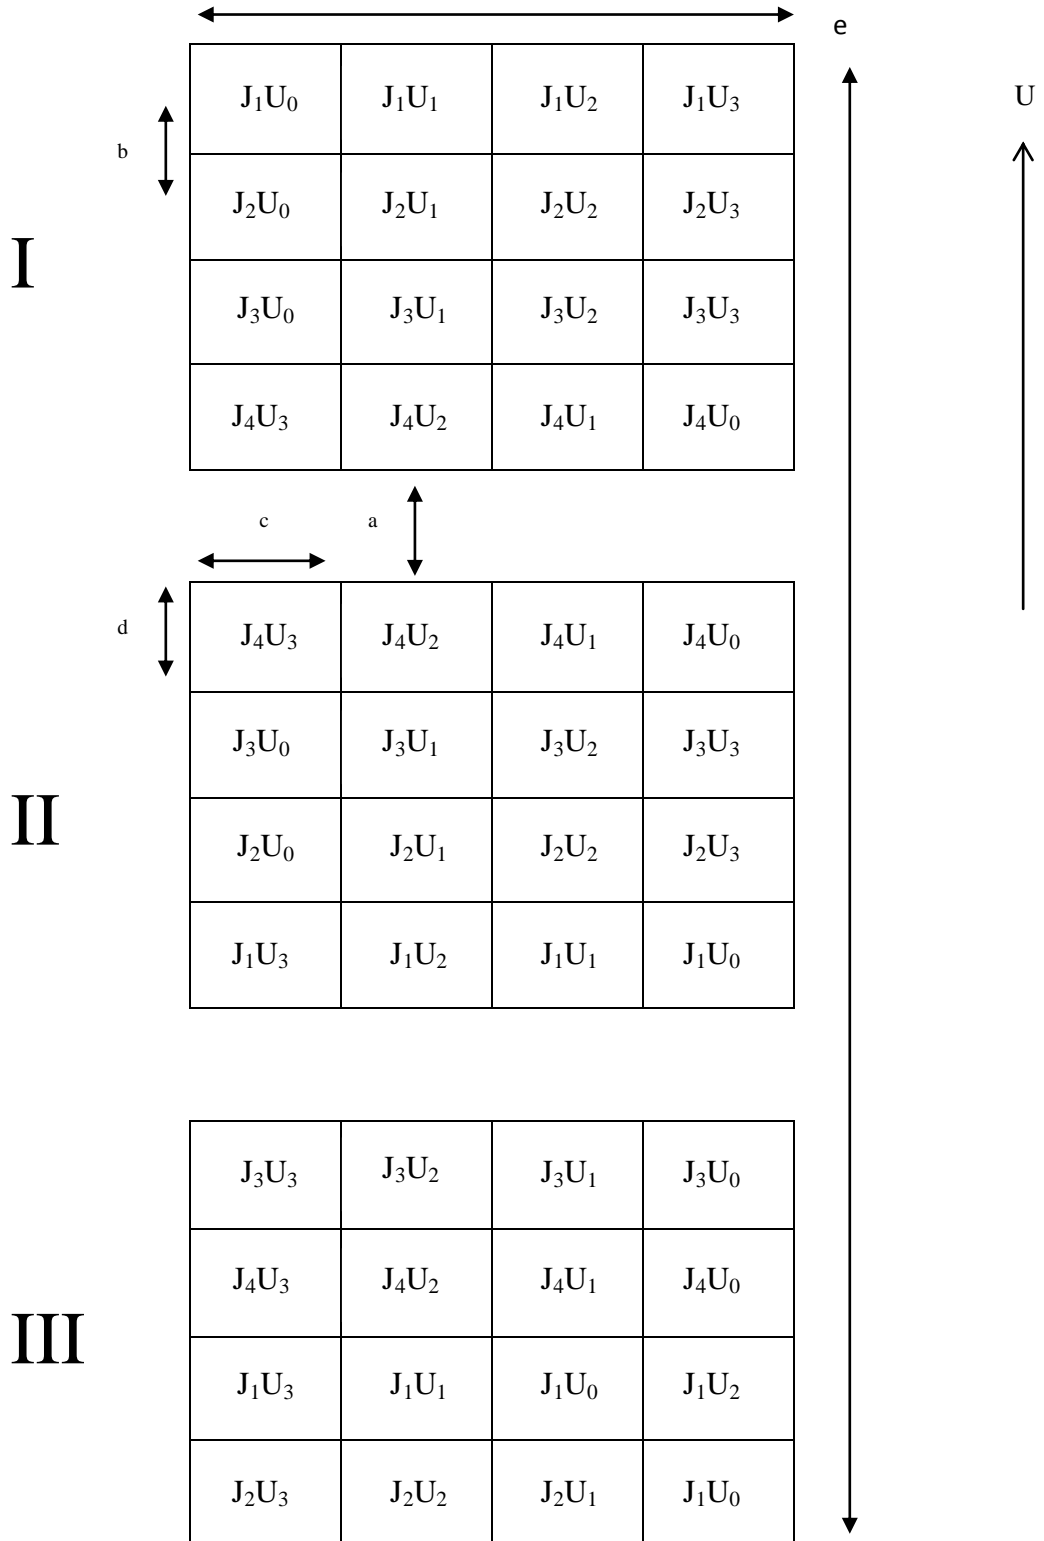 e
J₁U₀ J₁U₁ J₁U₂ J₁U₃ U
b
J₂U₀ J₂U₁ J₂U₂ J₂U₃
I
J₃U₀ J₃U₁ J₃U₂ J₃U₃
J₄U₃ J₄U₂ J₄U₁ J₄U₀
c a
d J₄U₃ J₄U₂ J₄U₁ J₄U₀
J₃U₀ J₃U₁ J₃U₂ J₃U₃
II
J₂U₀ J₂U₁ J₂U₂ J₂U₃
J₁U₃ J₁U₂ J₁U₁ J₁U₀
J₃U₃ J₃U₂ J₃U₁ J₃U₀
J₄U₃ J₄U₂ J₄U₁ J₄U₀
III
J₁U₃ J₁U₁ J₁U₀ J₁U₂
J₂U₃ J₂U₂ J₂U₁ J₁U₀